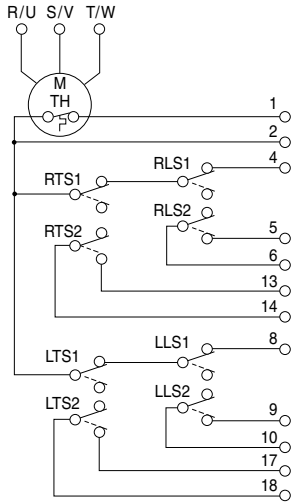 R/U S/V T/W
M
TH
1
2
4
RTS1 RLS1
RLS2
RTS2
5
6
13
14
LTS1 LLS1
8
LTS2 LLS2
9
10
17
18